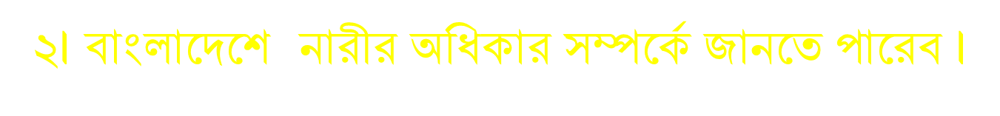 ২। বাংলাদেশে নারীর অধিকার সম্পর্কে জানতে পারেব ।